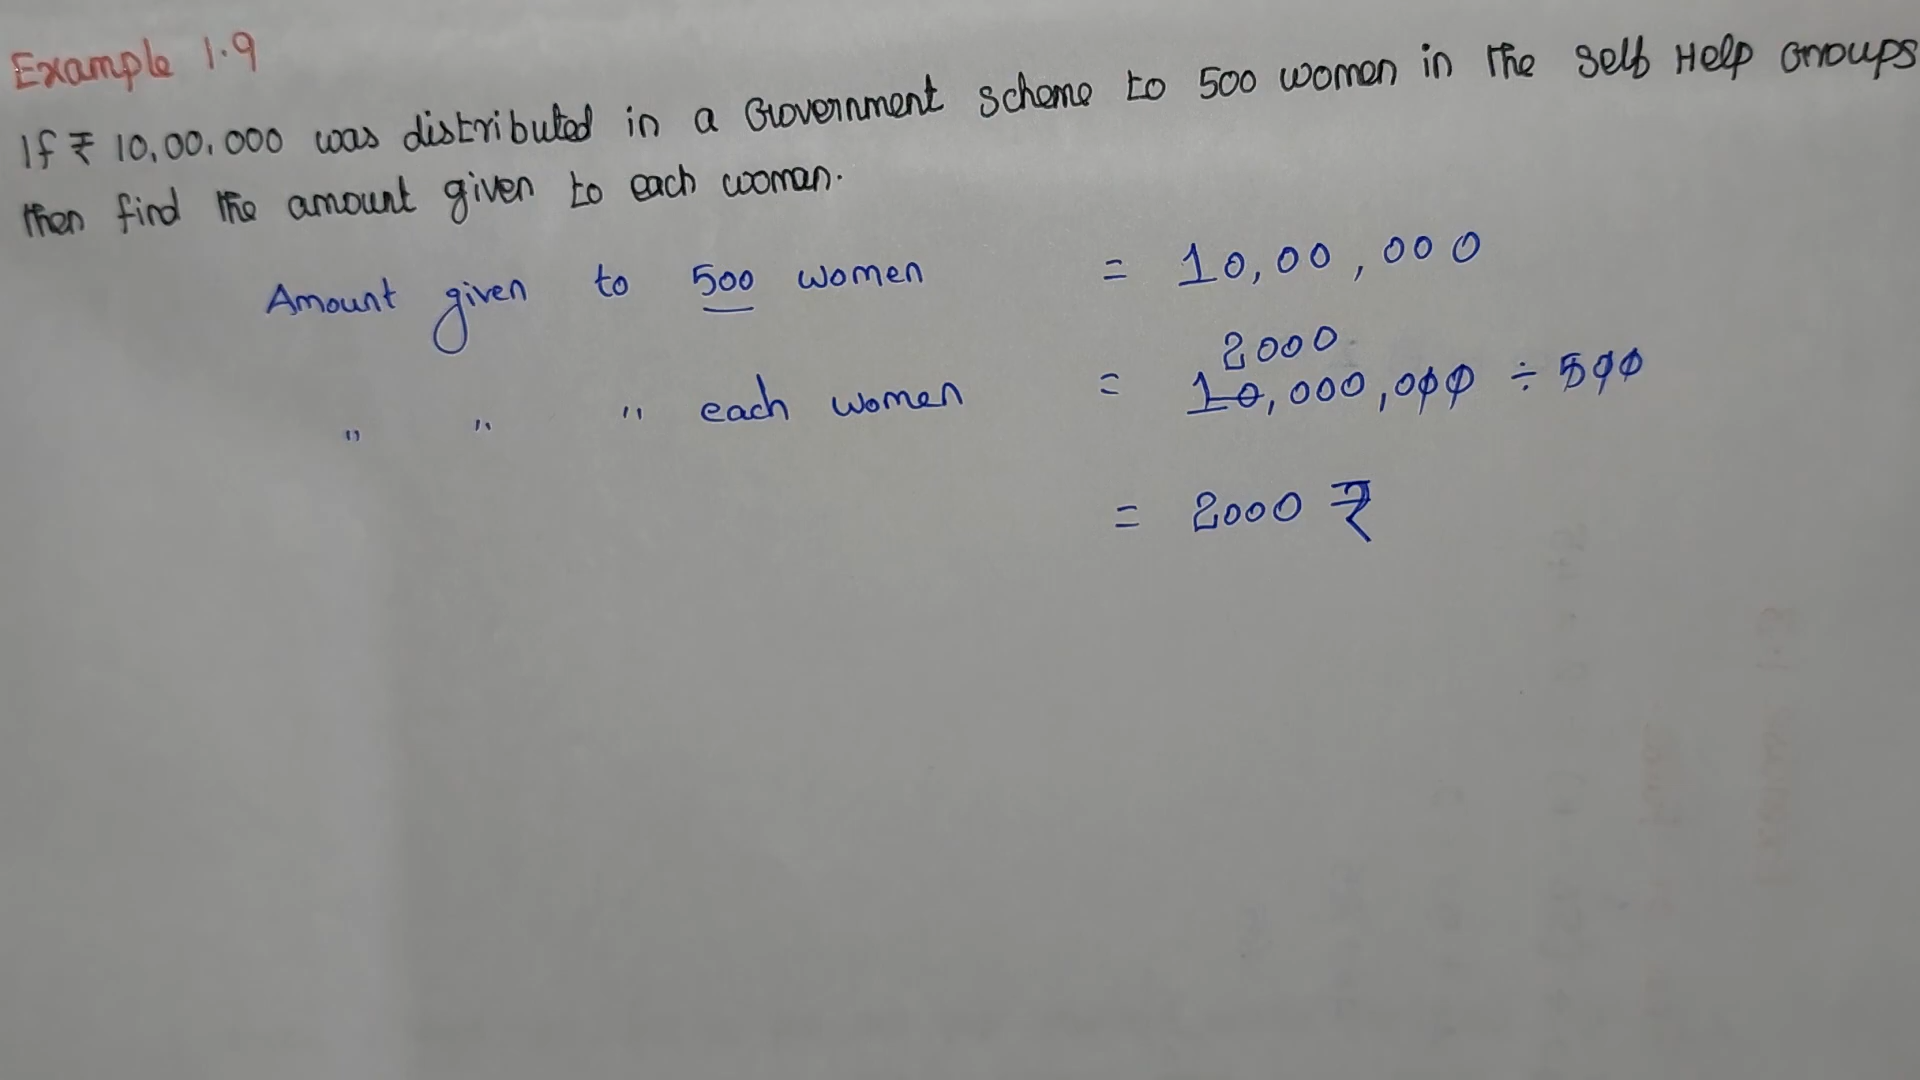 Example 1.9
If ₹ 10,00,000 was distributed in a Government scheme to 500 women in the Self Help Groups
then find the amount given to each woman.
Amount given to 500 women = 10,00,000
2000
" " " each women = 10,000,000 ÷ 500
= 2000 ₹